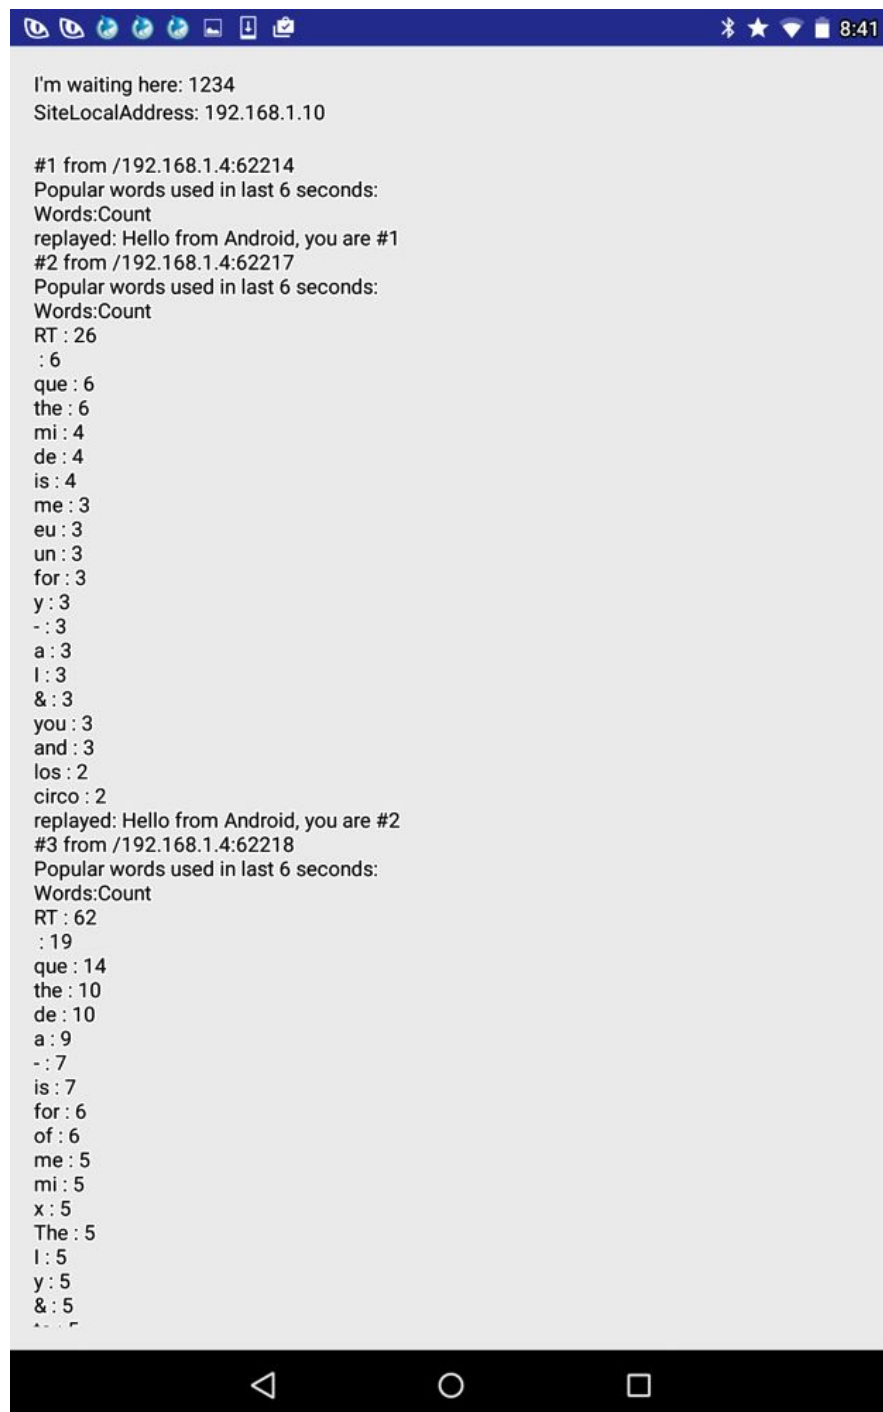 8:41
I'm waiting here: 1234
SiteLocalAddress: 192.168.1.10
#1 from /192.168.1.4:62214
Popular words used in last 6 seconds:
Words:Count
replayed: Hello from Android, you are #1
#2 from /192.168.1.4:62217
Popular words used in last 6 seconds:
Words:Count
RT : 26
: 6
que : 6
the : 6
mi : 4
de : 4
is : 4
me : 3
eu : 3
un : 3
for : 3
y : 3
- : 3
a : 3
I : 3
& : 3
you : 3
and : 3
los : 2
circo : 2
replayed: Hello from Android, you are #2
#3 from /192.168.1.4:62218
Popular words used in last 6 seconds:
Words:Count
RT : 62
: 19
que : 14
the : 10
de : 10
a : 9
- : 7
is : 7
for : 6
of : 6
me : 5
mi : 5
x : 5
The : 5
I : 5
y : 5
& : 5